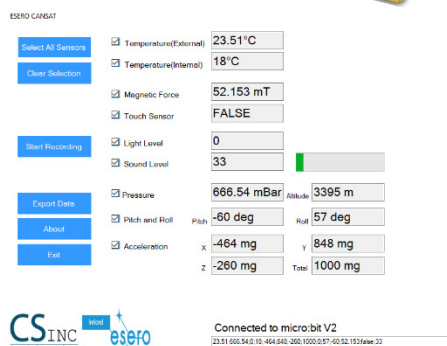 ESERO CANSAT
Select All Sensors
Clear Selection
Start Recording
Export Data
About
Exit
Temperature(External) 23.51°C
Temperature(Internal) 18°C
Magnetic Force 52.153 mT
Touch Sensor FALSE
Light Level 0
Sound Level 33
Pressure 666.54 mBar Altitude 3395 m
Pitch and Roll Pitch -60 deg Roll 57 deg
Acceleration X -464 mg Y 848 mg
Z -260 mg Total 1000 mg
CSINC Ireland esero
Connected to micro:bit V2
23.51:666.54;0;18;-464;848;-260;1000;0;57;-60;52.153;false;33